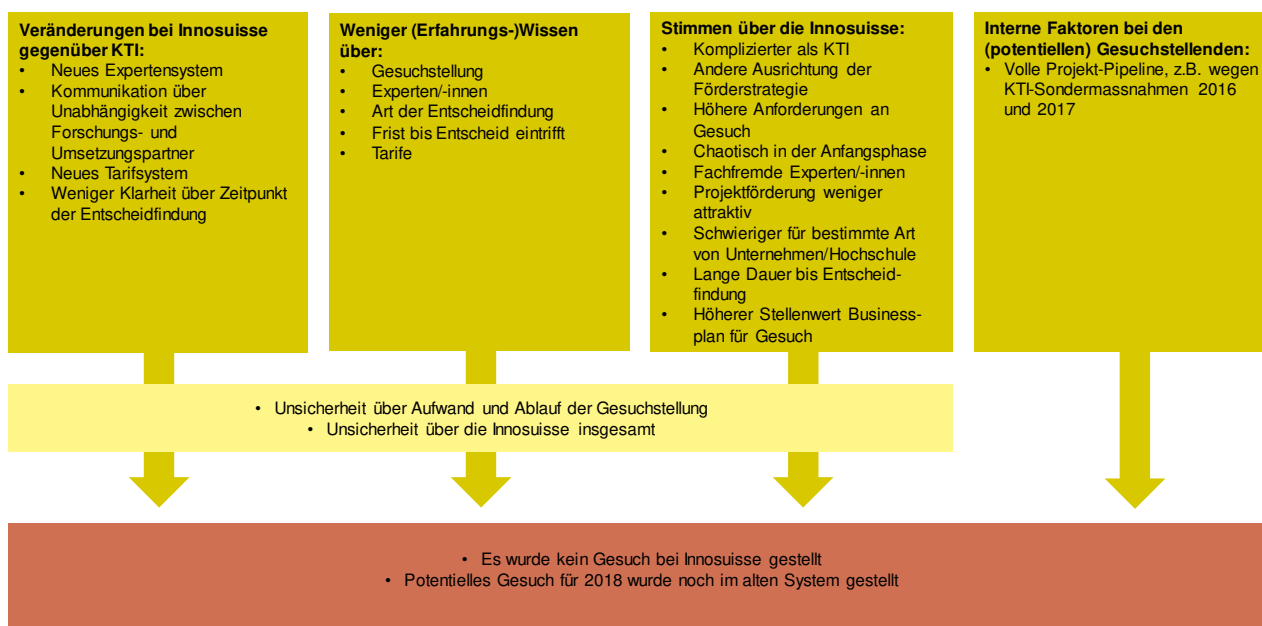 Veränderungen bei Innosuisse
gegenüber KTI:
• Neues Expertensystem
• Kommunikation über
Unabhängigkeit zwischen
Forschungs- und
Umsetzungspartner
• Neues Tarifsystem
• Weniger Klarheit über Zeitpunkt
der Entscheidfindung
Weniger (Erfahrungs-)Wissen
über:
• Gesuchstellung
• Experten/-innen
• Art der Entscheidfindung
• Frist bis Entscheid eintrifft
• Tarife
Stimmen über die Innosuisse:
• Komplizierter als KTI
• Andere Ausrichtung der
Förderstrategie
• Höhere Anforderungen an
Gesuch
• Chaotisch in der Anfangsphase
• Fachfremde Experten/-innen
• Projektförderung weniger
attraktiv
• Schwieriger für bestimmte Art
von Unternehmen/Hochschule
• Lange Dauer bis Entscheid-
findung
• Höherer Stellenwert Business-
plan für Gesuch
Interne Faktoren bei den
(potentiellen) Gesuchstellenden:
• Volle Projekt-Pipeline, z.B. wegen
KTI-Sondermassnahmen 2016
und 2017
• Unsicherheit über Aufwand und Ablauf der Gesuchstellung
• Unsicherheit über die Innosuisse insgesamt
• Es wurde kein Gesuch bei Innosuisse gestellt
• Potentielles Gesuch für 2018 wurde noch im alten System gestellt